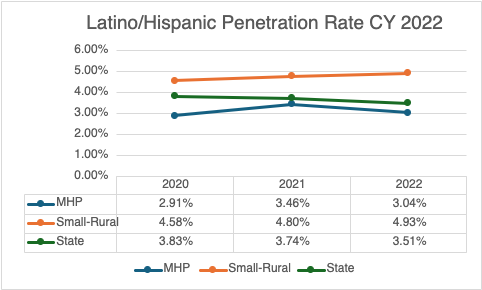 Latino/Hispanic Penetration Rate CY 2022
6.00%
5.00%
4.00%
3.00%
2.00%
1.00%
0.00%
2020 2021 2022
MHP 2.91% 3.46% 3.04%
Small-Rural 4.58% 4.80% 4.93%
State 3.83% 3.74% 3.51%
MHP Small-Rural State